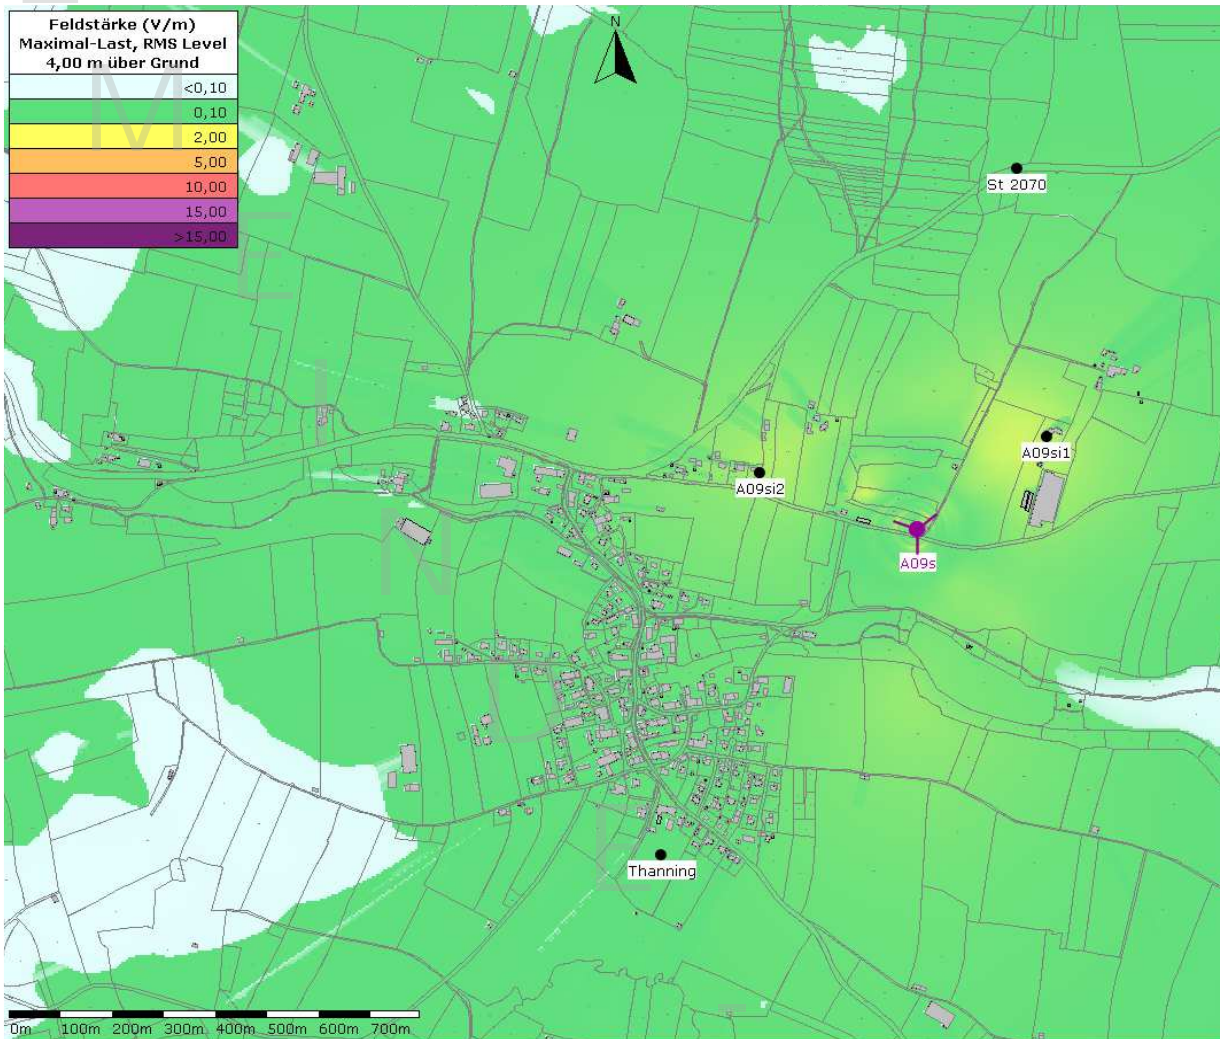 Feldstärke (V/m)
Maximal-Last, RMS Level
4,00 m über Grund
<0,10
0,10
2,00
5,00
10,00
15,00
>15,00
N
St 2070
A09si1
A09si2
A09s
Thanning
0m 100m 200m 300m 400m 500m 600m 700m
GEMEINDE